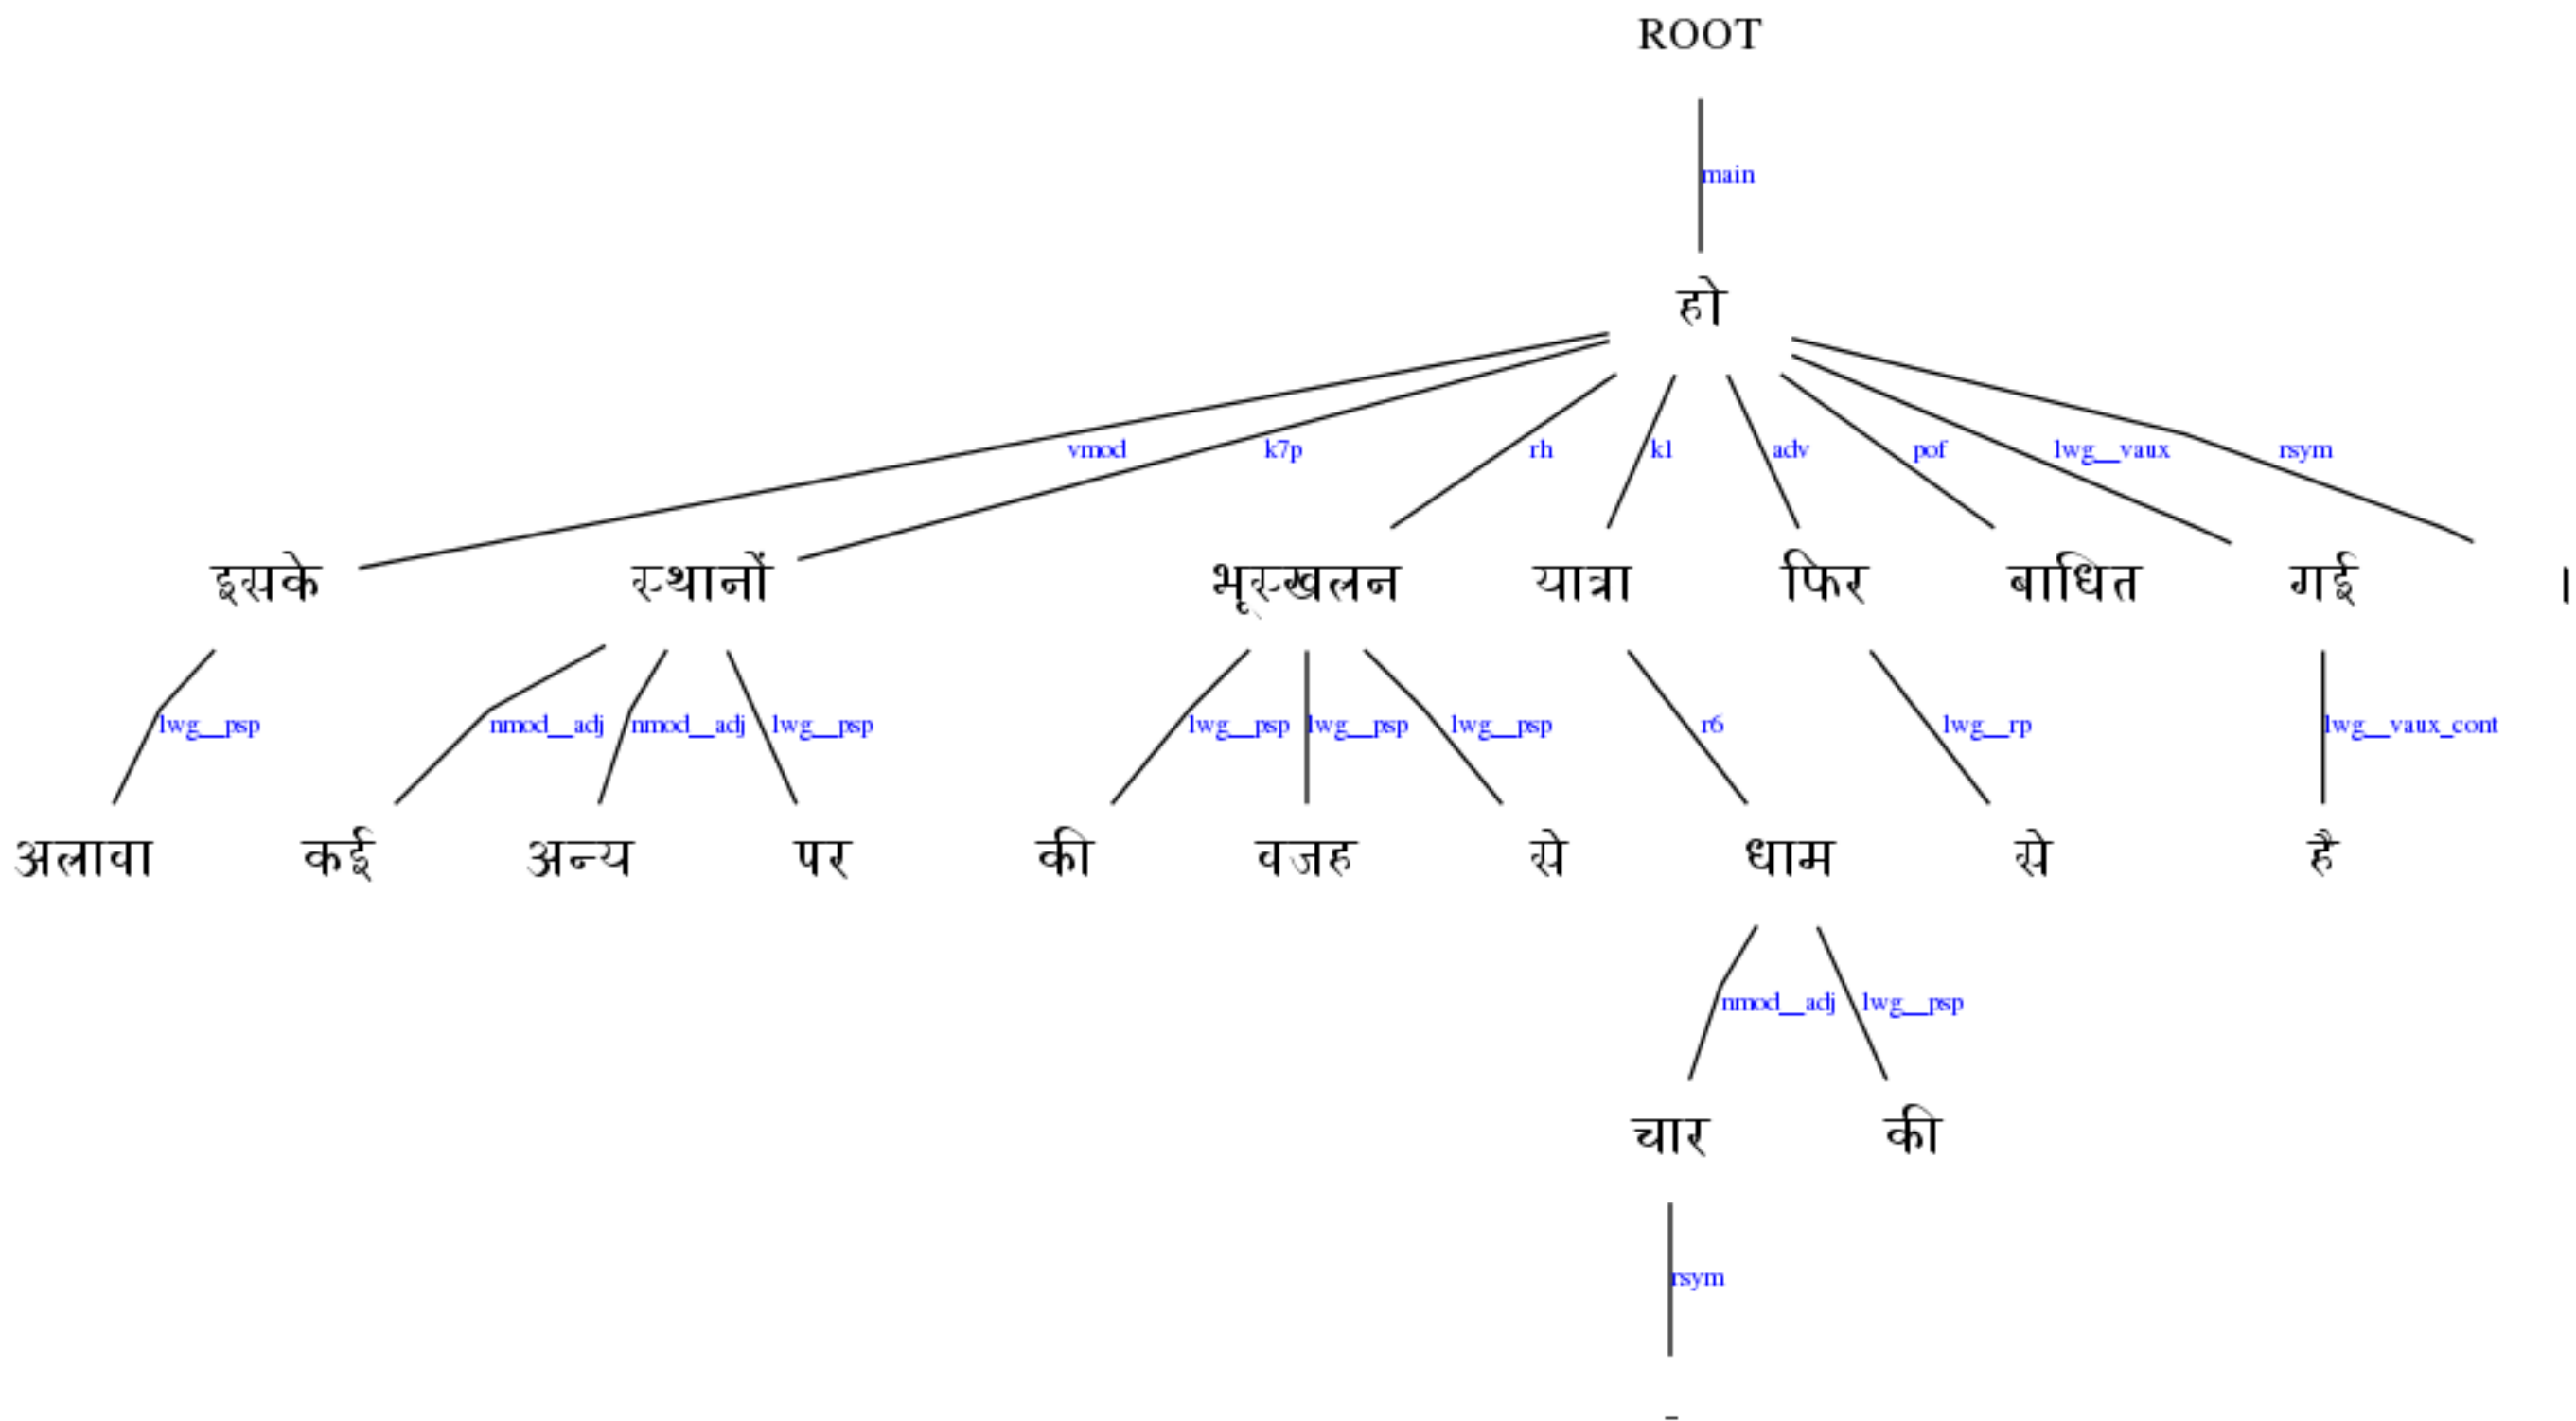 ROOT
main
हो
vmod k7p rh k1 adv pof lwg__vaux rsym
इसके स्थानों भूस्खलन यात्रा फिर बाधित गई ।
lwg__psp nmod__adj nmod__adj lwg__psp lwg__psp lwg__psp lwg__psp r6 lwg__rp lwg__vaux_cont
अलावा कई अन्य पर की वजह से धाम से है
nmod__adj lwg__psp
चार की
rsym
-